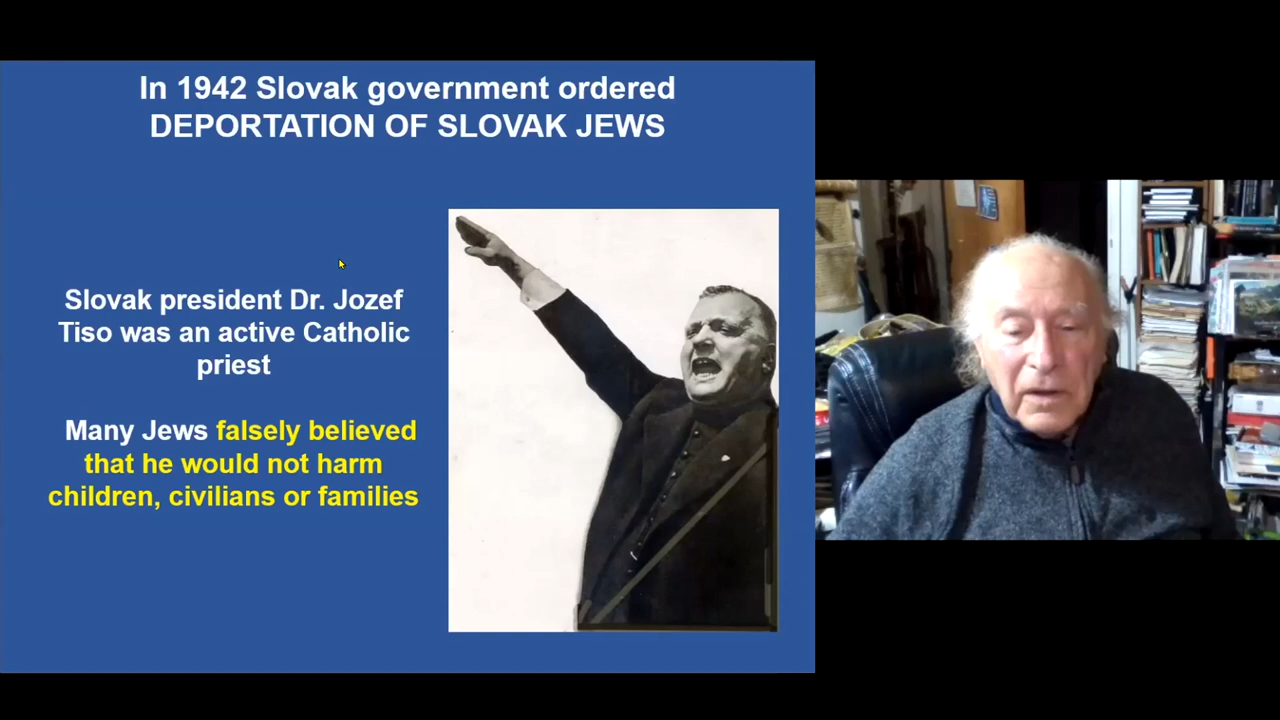 In 1942 Slovak government ordered
DEPORTATION OF SLOVAK JEWS
Slovak president Dr. Jozef
Tiso was an active Catholic
priest
Many Jews falsely believed
that he would not harm
children, civilians or families